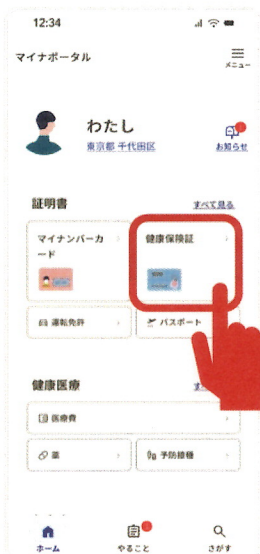 12:34
マイナポータル
メニュー
わたし
東京都 千代田区
お知らせ
証明書
すべて見る
マイナンバーカ
ード
健康保険証
運転免許
パスポート
健康医療
す
医療費
薬
予防接種
ホーム
やること
さがす